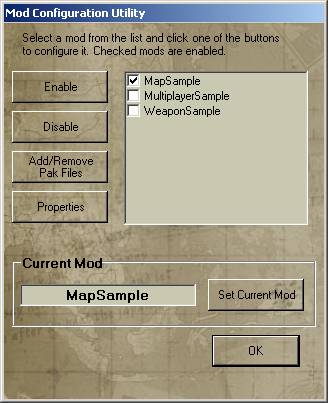 Mod Configuration Utility
Select a mod from the list and click one of the buttons
to configure it. Checked mods are enabled.
Enable
Disable
Add/Remove
Pak Files
Properties
MapSample
MultiplayerSample
WeaponSample
Current Mod
MapSample
Set Current Mod
OK